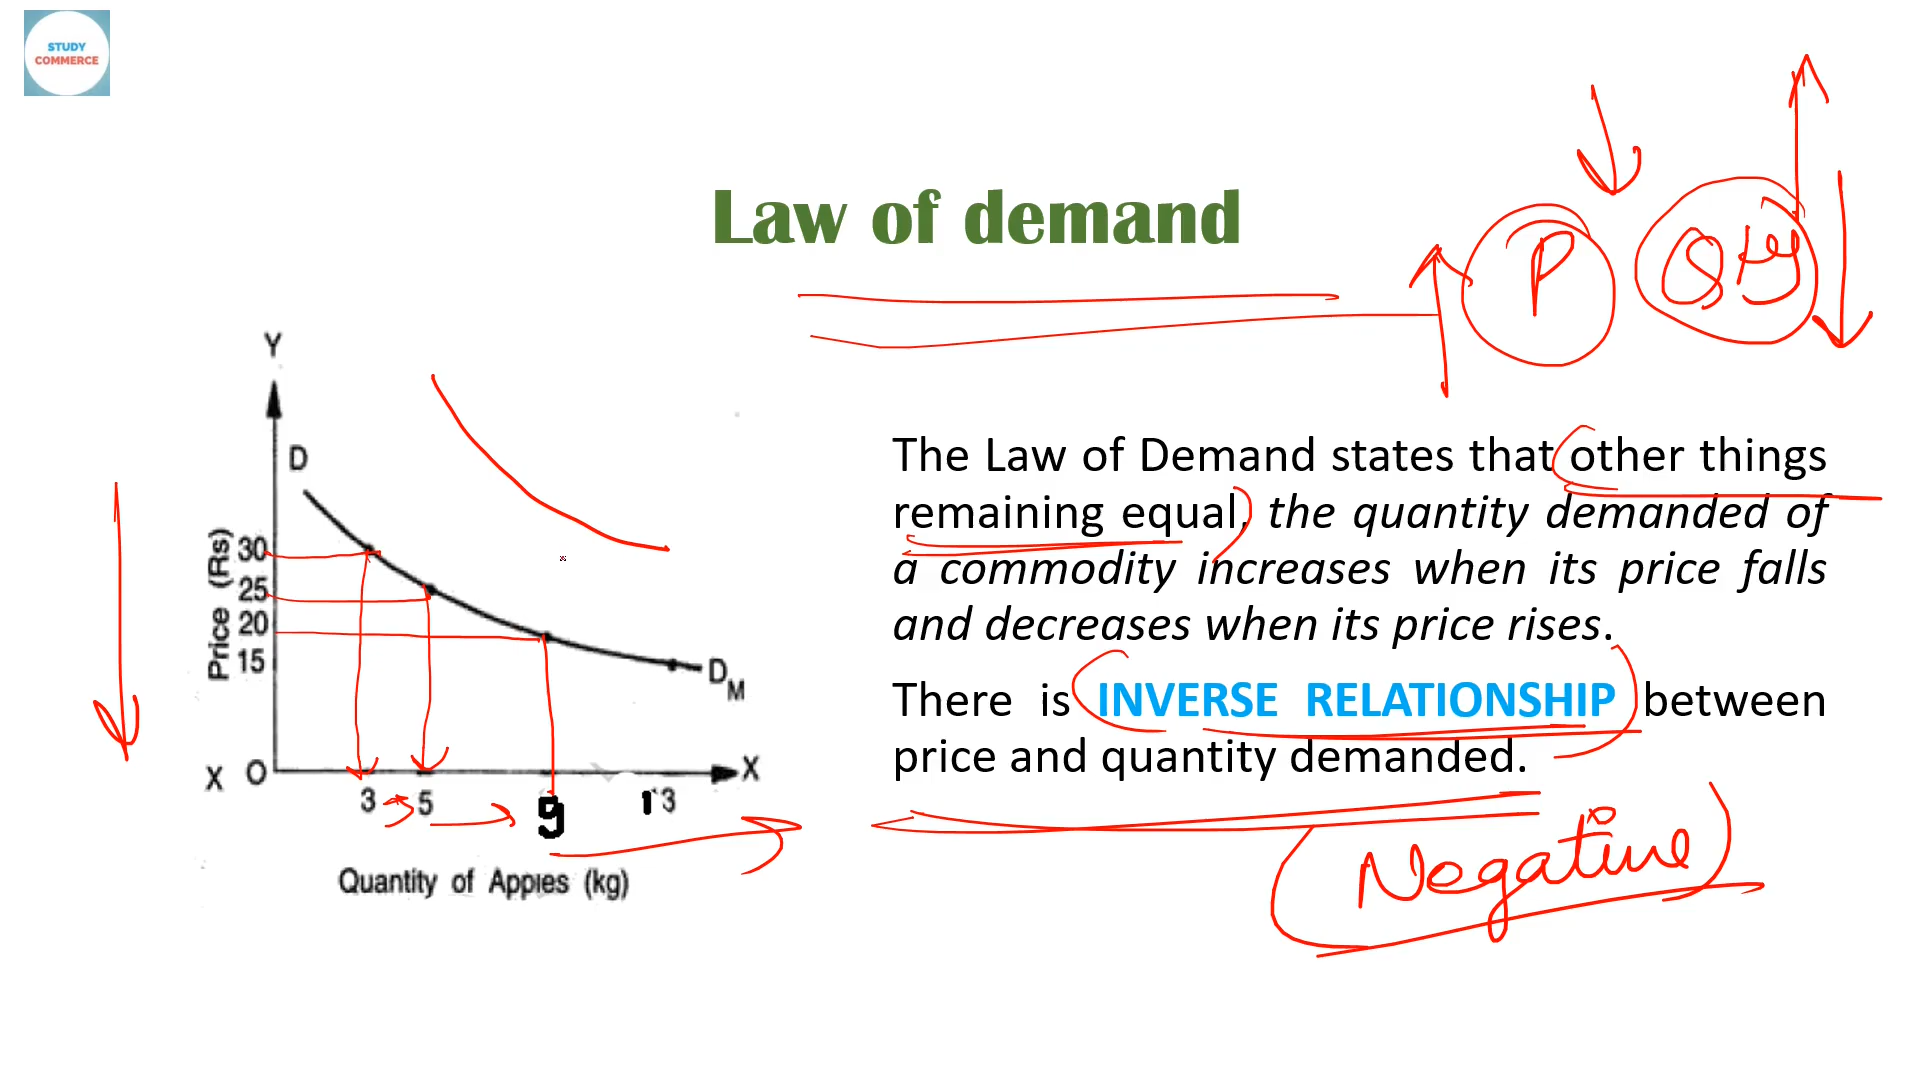 STUDY
COMMERCE
Law of demand
P Qty
The Law of Demand states that other things
remaining equal, the quantity demanded of
a commodity increases when its price falls
and decreases when its price rises.
There is INVERSE RELATIONSHIP between
price and quantity demanded.
Negative
Y
D
Price (Rs)
30
25
20
15
DM
X O X
3 5 9 13
Quantity of Apples (kg)